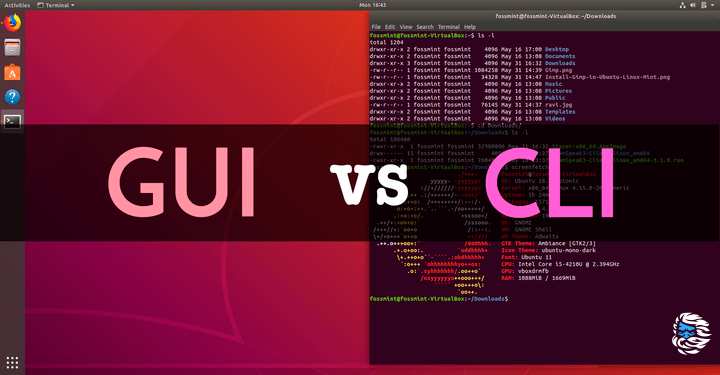 Activities Terminal Mon 16:43
fossmint@fossmint-VirtualBox: ~/Downloads
File Edit View Search Terminal Help
fossmint@fossmint-VirtualBox:~$ ls -l
total 1204
drwxr-xr-x 2 fossmint fossmint 4096 May 16 17:00 Desktop
drwxr-xr-x 2 fossmint fossmint 4096 May 16 13:08 Documents
drwxr-xr-x 3 fossmint fossmint 4096 May 31 16:32 Downloads
-rw-r--r-- 1 fossmint fossmint 1084258 May 31 14:39 Gimp.png
-rw-r--r-- 1 fossmint fossmint 34328 May 31 14:47 Install-Gimp-in-Ubuntu-Linux-Mint.png
drwxr-xr-x 2 fossmint fossmint 4096 May 16 13:08 Music
drwxr-xr-x 2 fossmint fossmint 4096 May 16 13:08 Pictures
drwxr-xr-x 2 fossmint fossmint 4096 May 16 13:08 Public
-rw-r--r-- 1 fossmint fossmint 76145 May 31 14:37 ravi.jpg
drwxr-xr-x 2 fossmint fossmint 4096 May 16 13:08 Templates
drwxr-xr-x 2 fossmint fossmint 4096 May 16 13:08 Videos
fossmint@fossmint-VirtualBox:~$ cd Downloads/
total 106480
GUI vs CLI
GTK Theme: Ambiance [GTK2/3]
Icon Theme: ubuntu-mono-dark
Font: Ubuntu 11
CPU: Intel Core i5-4210U @ 2.394GHz
GPU: vboxdrmfb
RAM: 1088MiB / 1669MiB
fossmint@fossmint-VirtualBox:~/Downloads$